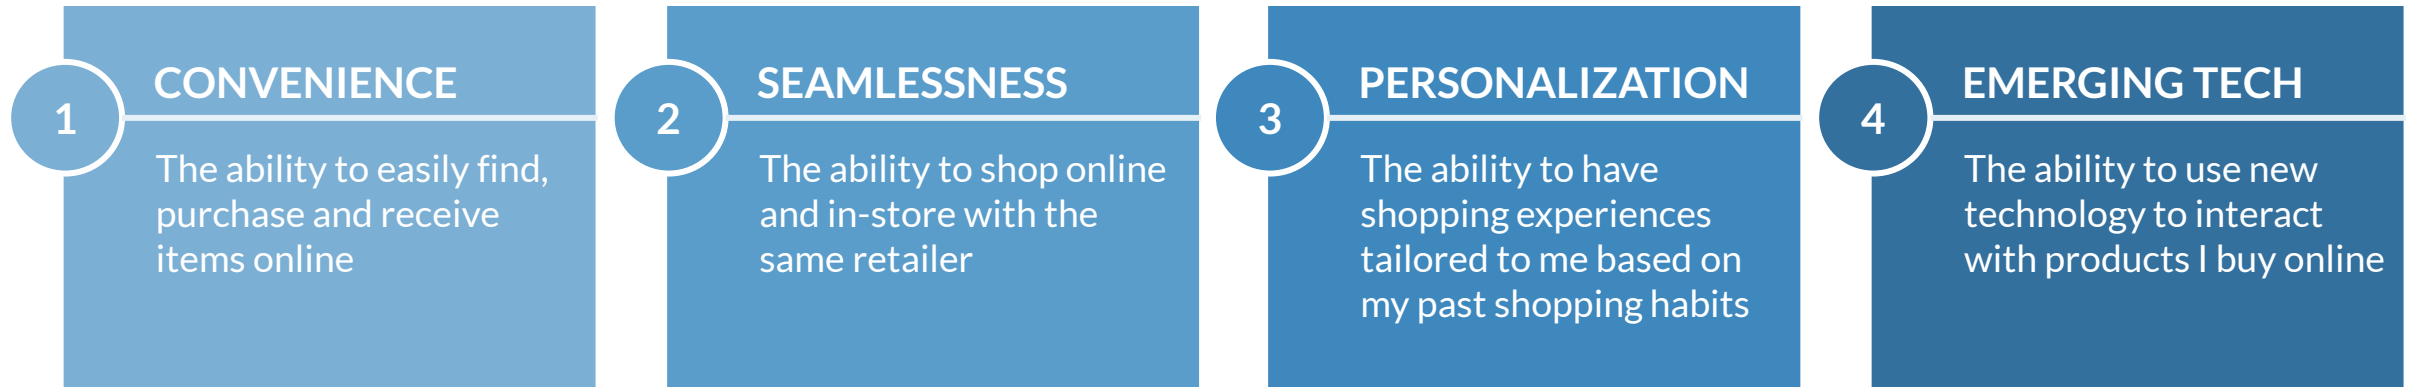 1
CONVENIENCE
The ability to easily find,
purchase and receive
items online
2
SEAMLESSNESS
The ability to shop online
and in-store with the
same retailer
3
PERSONALIZATION
The ability to have
shopping experiences
tailored to me based on
my past shopping habits
4
EMERGING TECH
The ability to use new
technology to interact
with products I buy online